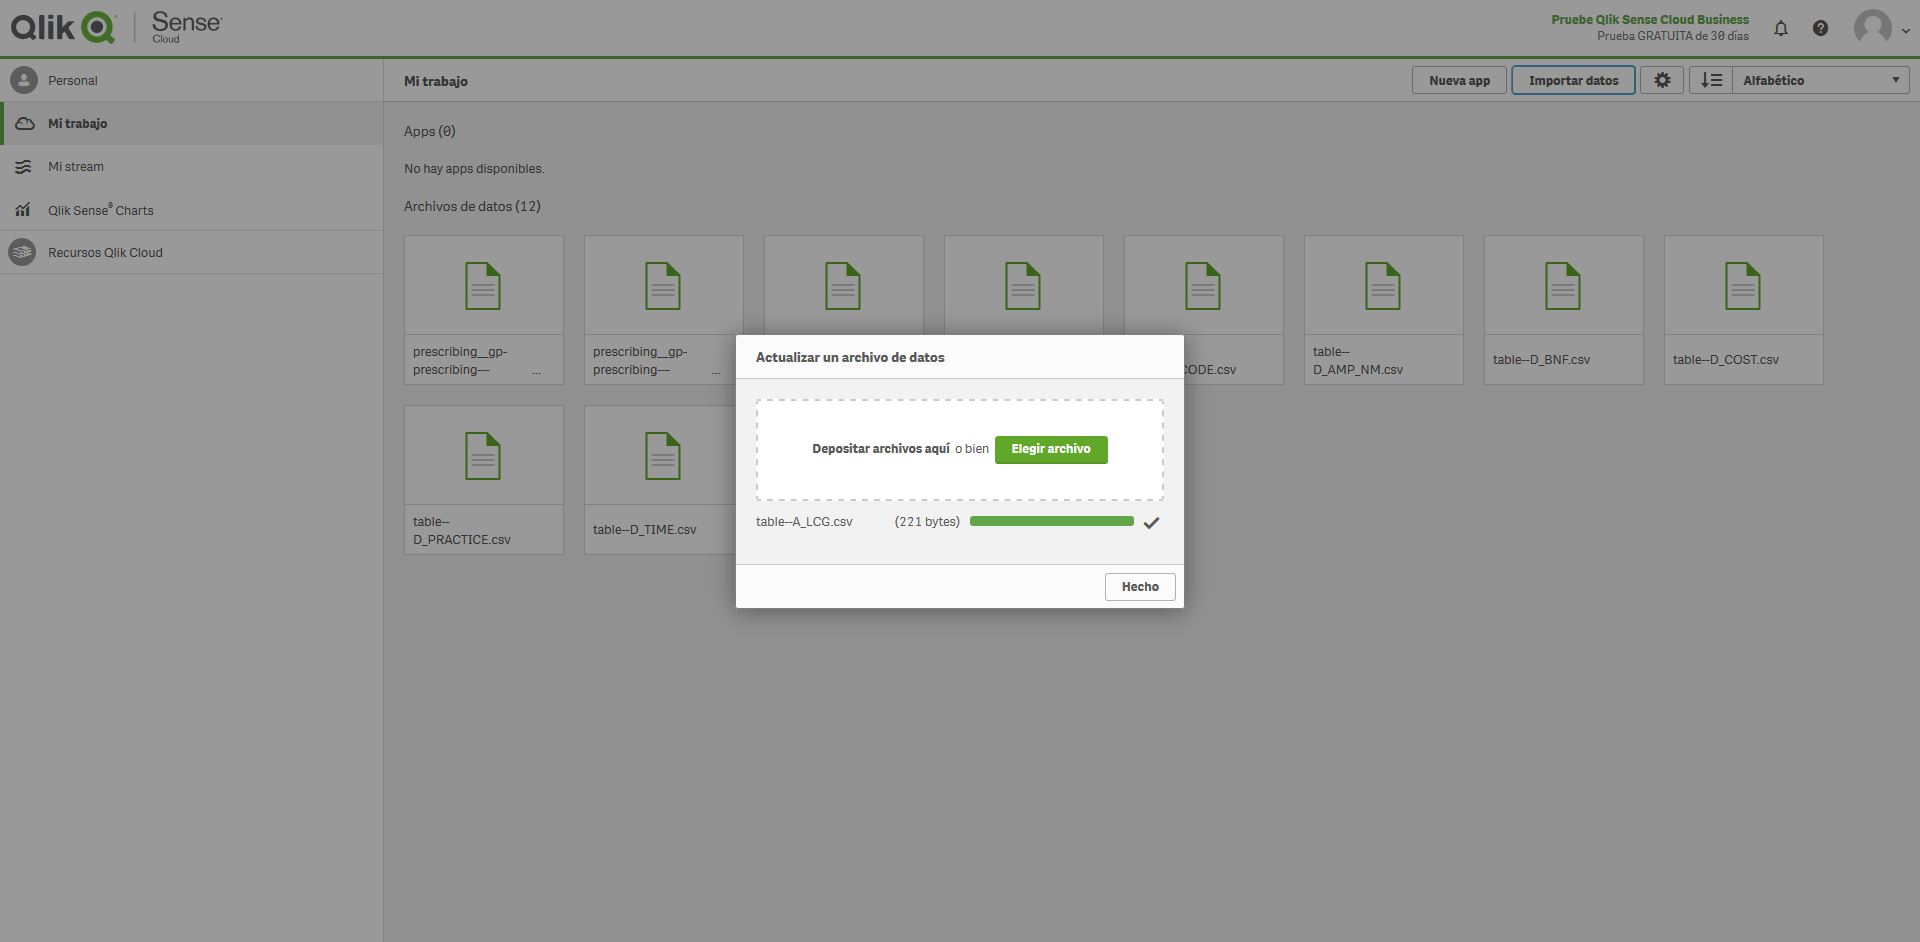 Qlik
Sense
Cloud
Pruebe Qlik Sense Cloud Business
Prueba GRATUITA de 30 días
Personal
Mi trabajo
Mi stream
Qlik Sense® Charts
Recursos Qlik Cloud
Mi trabajo
Nueva app
Importar datos
Alfabético
Apps (0)
No hay apps disponibles.
Archivos de datos (12)
prescribing__gp-
prescribing--- ...
prescribing__gp-
prescribing--- ...
CODE.csv
table--
D_AMP_NM.csv
table--D_BNF.csv
table--D_COST.csv
table--
D_PRACTICE.csv
table--D_TIME.csv
Actualizar un archivo de datos
Depositar archivos aquí o bien Elegir archivo
table--A_LCG.csv (221 bytes)
Hecho